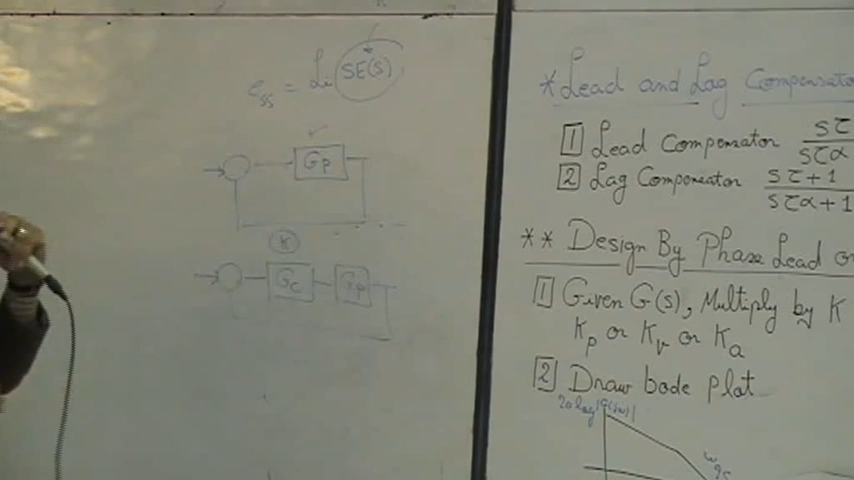 e_ss = Li SE(S)
Gp
K
Gc Gp
*Lead and Lag Compensator
1 Lead Compensator Sτ / Sτα
2 Lag Compensator Sτ+1 / Sτα+1
** Design By Phase Lead or
1 Given G(s), Multiply by K
Kp or Kv or Ka
2 Draw bode plot
20 log |G(jω)|